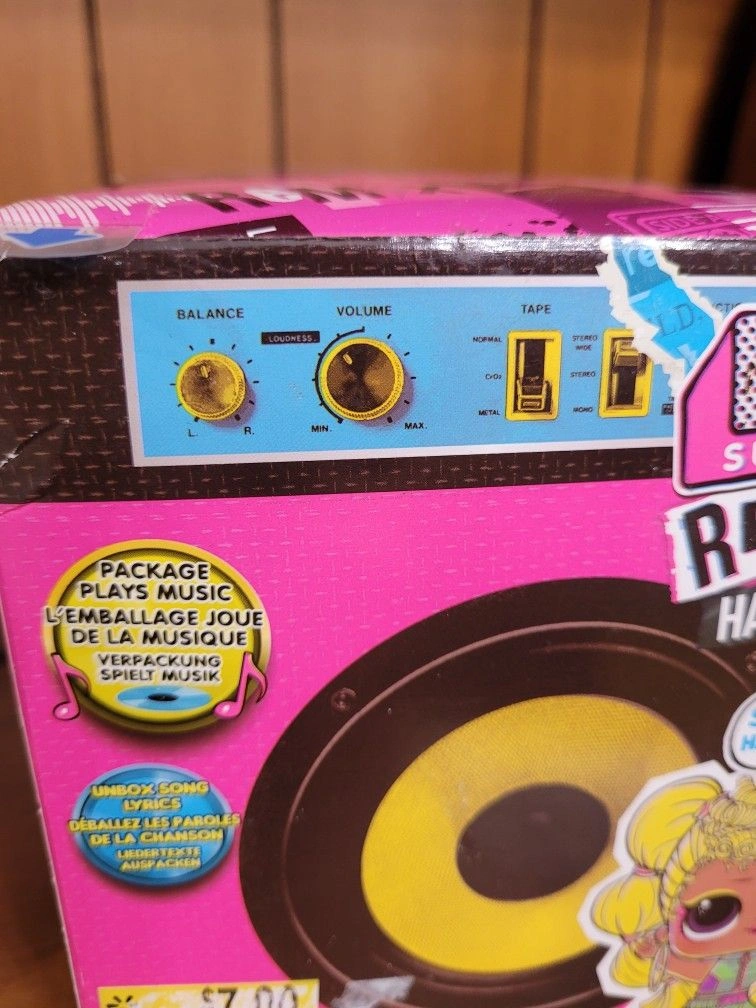 BALANCE
VOLUME
TAPE
LOUDNESS.
NORMAL
CrO2
METAL
STEREO
WIDE
STEREO
MONO
L.
R.
MIN.
MAX.
PACKAGE
PLAYS MUSIC
L'EMBALLAGE JOUE
DE LA MUSIQUE
VERPACKUNG
SPIELT MUSIK
UNBOX SONG
LYRICS
DÉBALLEZ LES PAROLES
DE LA CHANSON
LIEDERTEXTE
AUSPACKEN